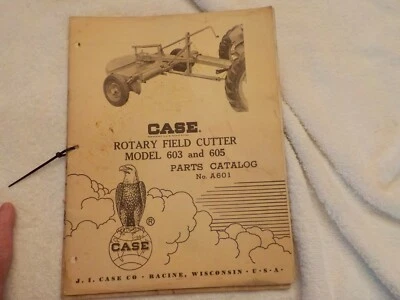 CASE
ROTARY FIELD CUTTER
MODEL 603 and 605
PARTS CATALOG
No. A601
®
CASE
J. I. CASE CO - RACINE, WISCONSIN - U·S·A·